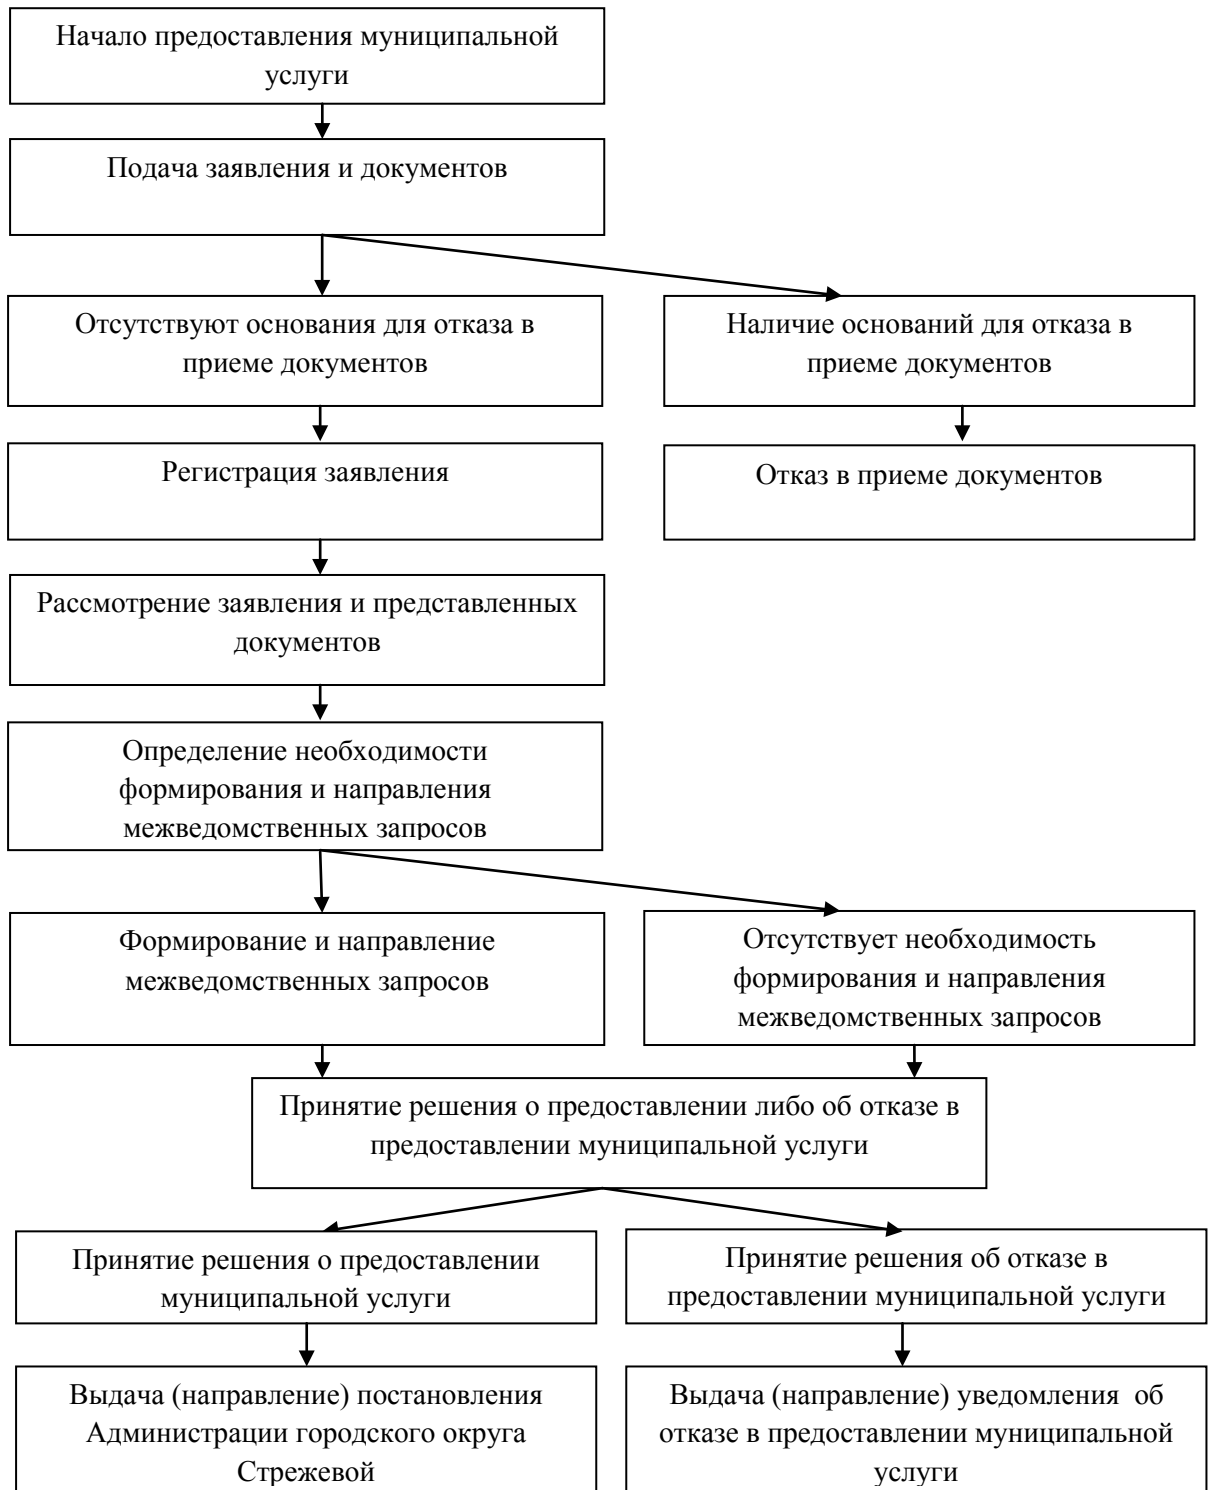 Начало предоставления муниципальной
услуги
Подача заявления и документов
Отсутствуют основания для отказа в
приеме документов
Наличие оснований для отказа в
приеме документов
Регистрация заявления
Отказ в приеме документов
Рассмотрение заявления и представленных
документов
Определение необходимости
формирования и направления
межведомственных запросов
Формирование и направление
межведомственных запросов
Отсутствует необходимость
формирования и направления
межведомственных запросов
Принятие решения о предоставлении либо об отказе в
предоставлении муниципальной услуги
Принятие решения о предоставлении
муниципальной услуги
Принятие решения об отказе в
предоставлении муниципальной услуги
Выдача (направление) постановления
Администрации городского округа
Стрежевой
Выдача (направление) уведомления  об
отказе в предоставлении муниципальной
услуги